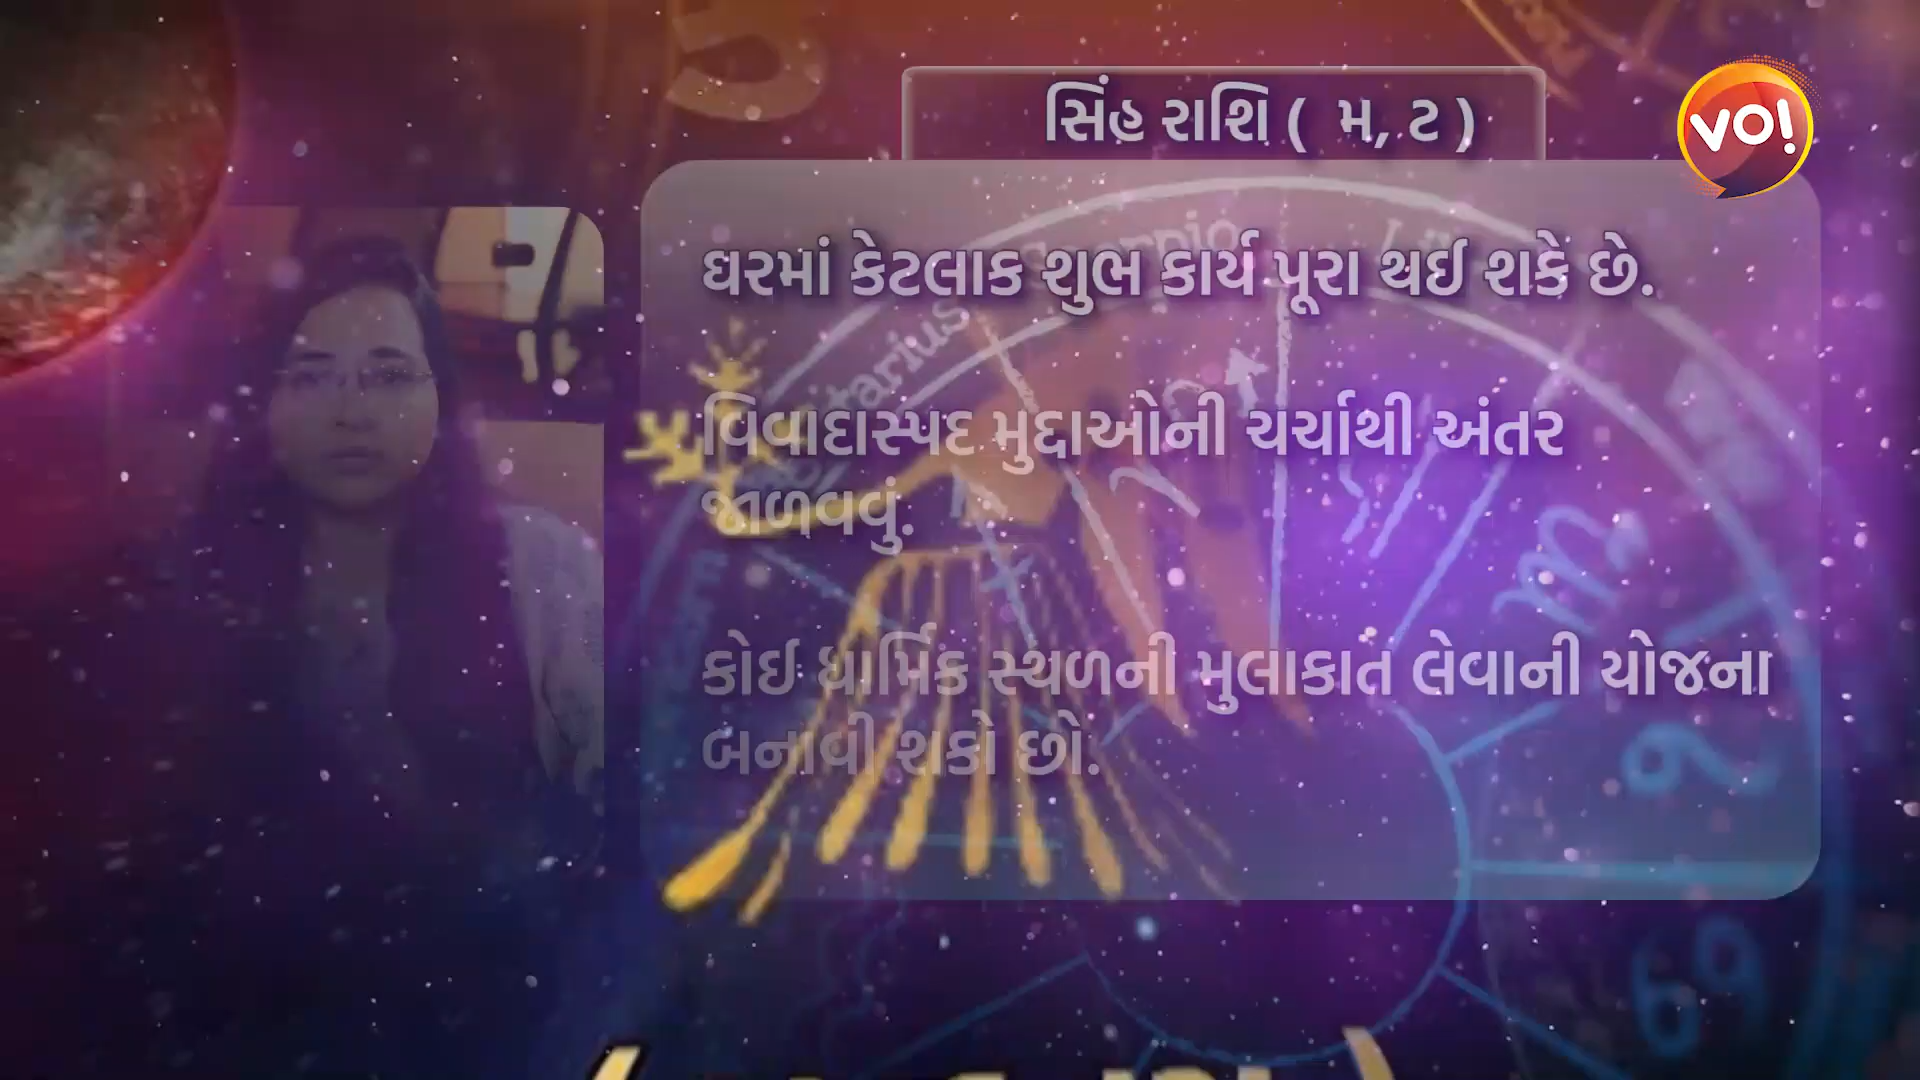 સિંહ રાશિ ( મ, ટ )
VO!
ઘરમાં કેટલાક શુભ કાર્ય પૂરા થઈ શકે છે.
વિવાદાસ્પદ મુદ્દાઓની ચર્ચાથી અંતર
જાળવવું.
કોઈ ધાર્મિક સ્થળની મુલાકાત લેવાની યોજના
બનાવી શકો છો.